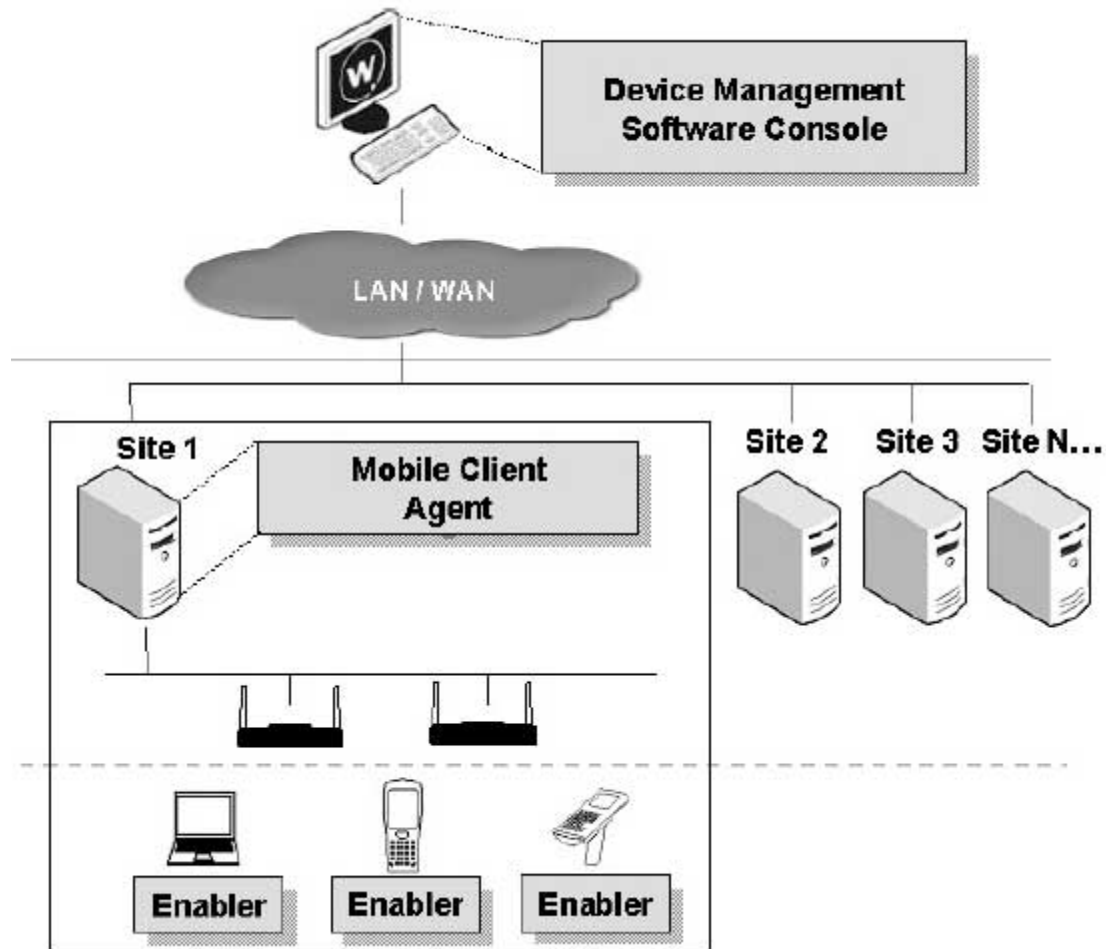 W
Device Management
Software Console
LAN / WAN
Site 1
Mobile Client
Agent
Site 2
Site 3
Site N...
Enabler
Enabler
Enabler